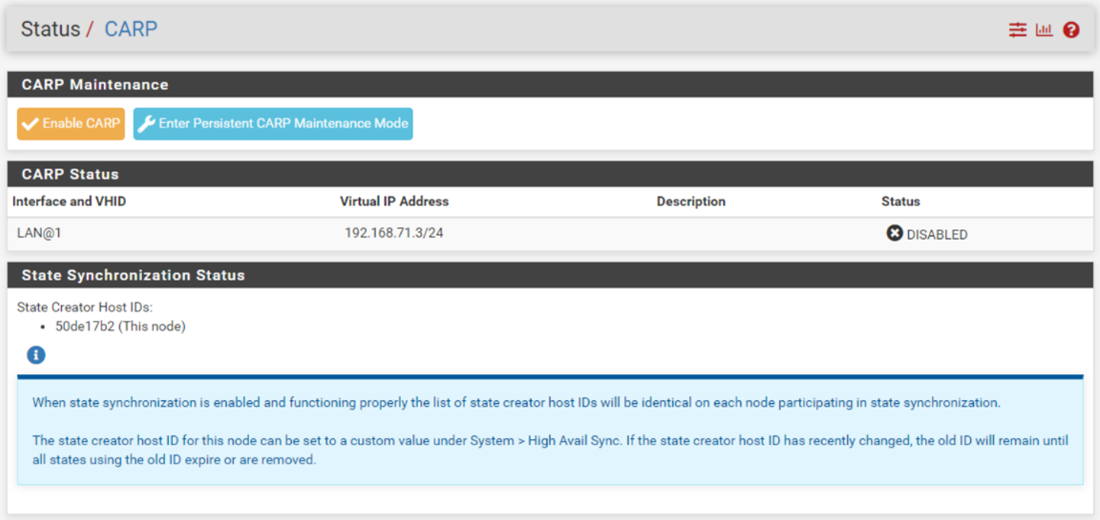 Status / CARP
CARP Maintenance
Enable CARP Enter Persistent CARP Maintenance Mode
CARP Status
Interface and VHID Virtual IP Address Description Status
LAN@1 192.168.71.3/24 DISABLED
State Synchronization Status
State Creator Host IDs:
• 50de17b2 (This node)
When state synchronization is enabled and functioning properly the list of state creator host IDs will be identical on each node participating in state synchronization.
The state creator host ID for this node can be set to a custom value under System > High Avail Sync. If the state creator host ID has recently changed, the old ID will remain until
all states using the old ID expire or are removed.